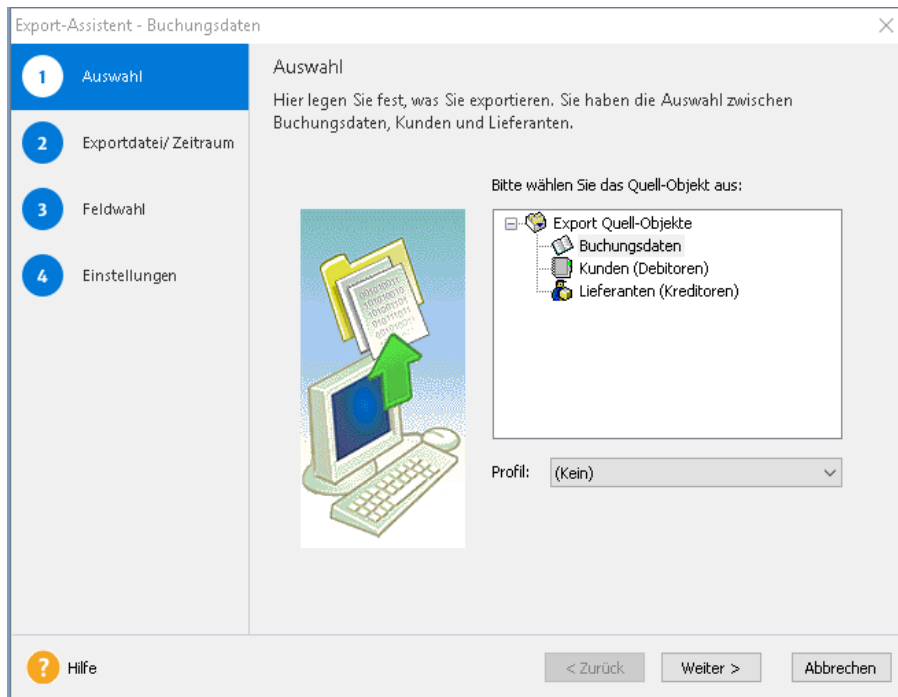 Export-Assistent - Buchungsdaten
1 Auswahl
2 Exportdatei/ Zeitraum
3 Feldwahl
4 Einstellungen
Auswahl
Hier legen Sie fest, was Sie exportieren. Sie haben die Auswahl zwischen
Buchungsdaten, Kunden und Lieferanten.
Bitte wählen Sie das Quell-Objekt aus:
Export Quell-Objekte
Buchungsdaten
Kunden (Debitoren)
Lieferanten (Kreditoren)
Profil: (Kein)
? Hilfe
< Zurück Weiter > Abbrechen